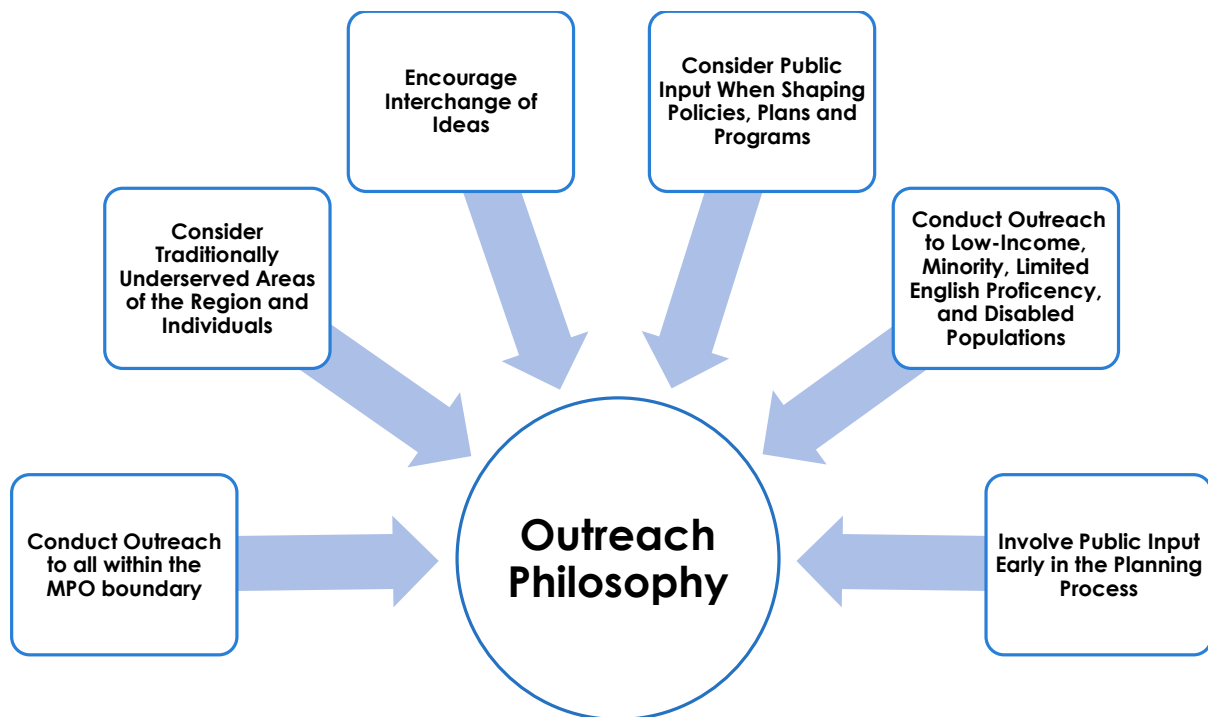 Encourage
Interchange of
Ideas
Consider Public
Input When Shaping
Policies, Plans and
Programs
Consider
Traditionally
Underserved Areas
of the Region and
Individuals
Conduct Outreach
to Low-Income,
Minority, Limited
English Proficency,
and Disabled
Populations
Conduct Outreach
to all within the
MPO boundary
Outreach
Philosophy
Involve Public Input
Early in the Planning
Process